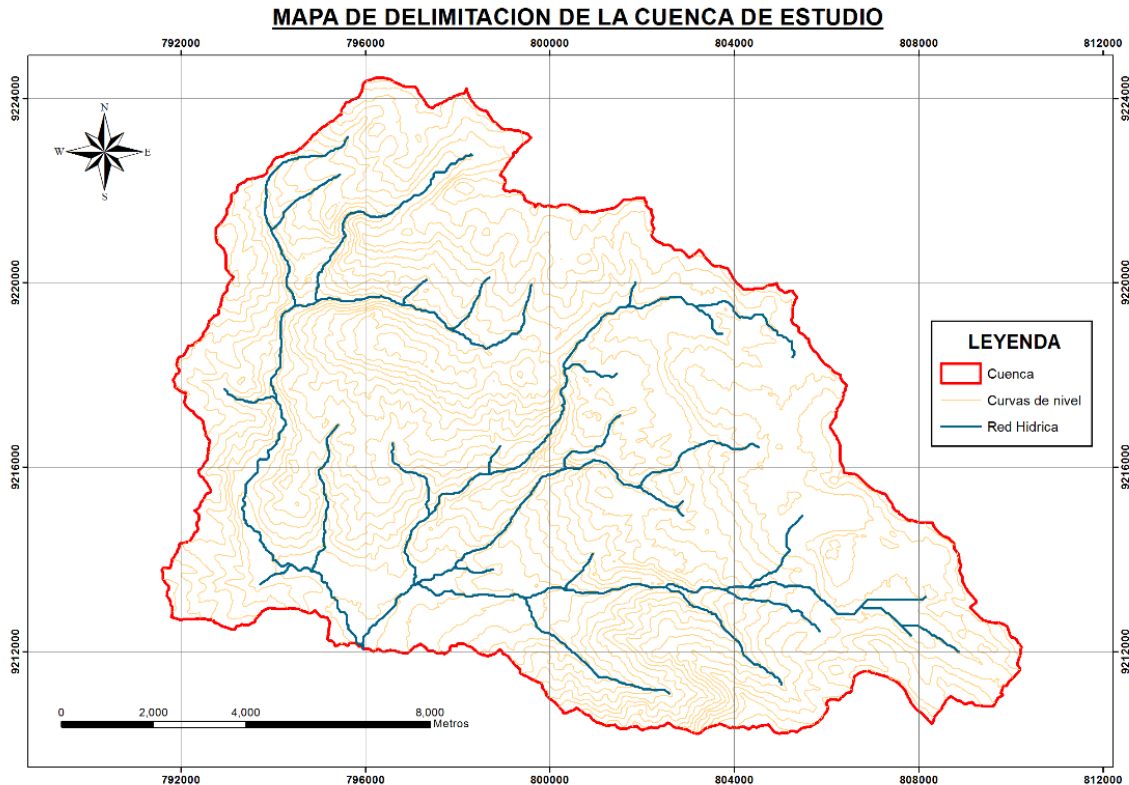 MAPA DE DELIMITACION DE LA CUENCA DE ESTUDIO
792000 796000 800000 804000 808000 812000
9224000 9224000
N
W E
S
9220000 9220000
LEYENDA
Cuenca
Curvas de nivel
Red Hidrica
9216000 9216000
9212000 9212000
0 2,000 4,000 8,000
Metros
792000 796000 800000 804000 808000 812000